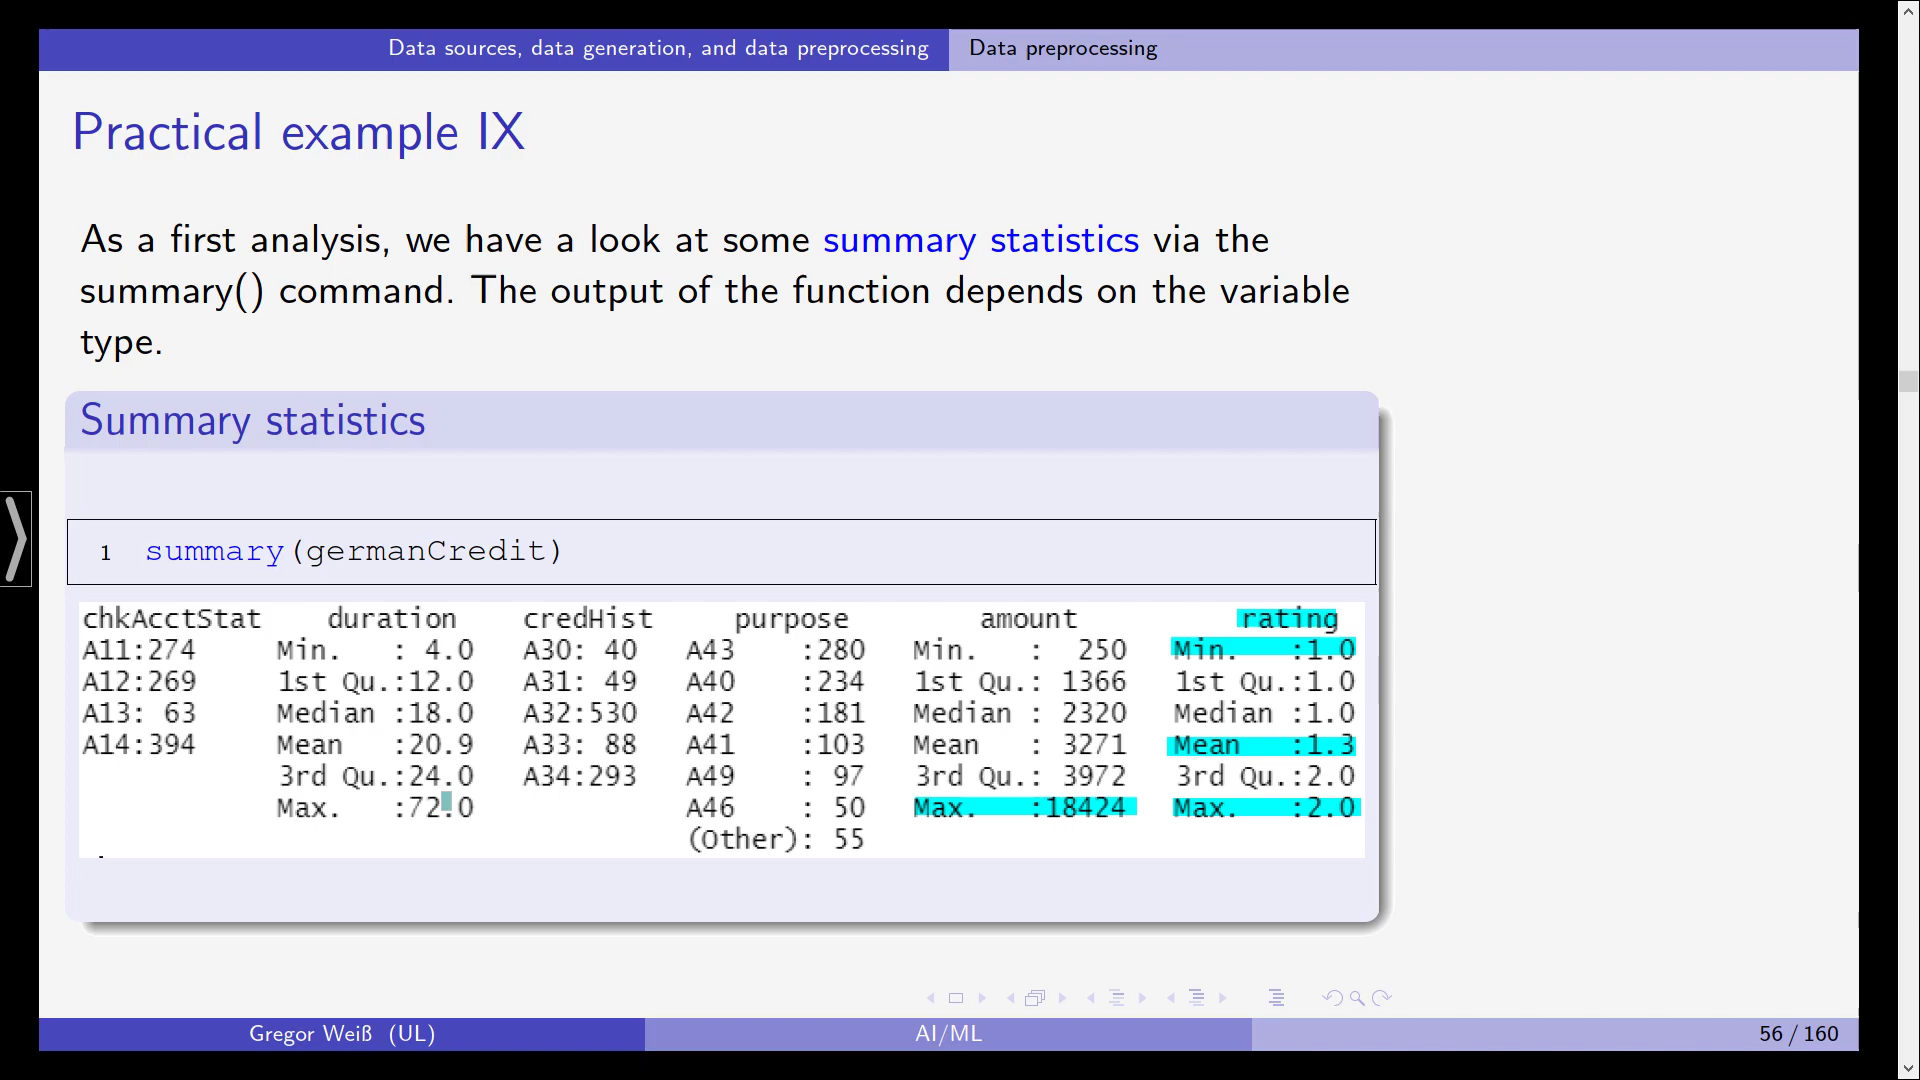 Data sources, data generation, and data preprocessing Data preprocessing
Practical example IX
As a first analysis, we have a look at some summary statistics via the
summary() command. The output of the function depends on the variable
type.
Summary statistics
1 summary(germanCredit)
chkAcctStat duration credHist purpose amount rating
A11:274 Min. : 4.0 A30: 40 A43 :280 Min. : 250 Min. :1.0
A12:269 1st Qu.:12.0 A31: 49 A40 :234 1st Qu.: 1366 1st Qu.:1.0
A13: 63 Median :18.0 A32:530 A42 :181 Median : 2320 Median :1.0
A14:394 Mean :20.9 A33: 88 A41 :103 Mean : 3271 Mean :1.3
3rd Qu.:24.0 A34:293 A49 : 97 3rd Qu.: 3972 3rd Qu.:2.0
Max. :72.0 A46 : 50 Max. :18424 Max. :2.0
(Other): 55
Gregor Weiß (UL) AI/ML 56 / 160